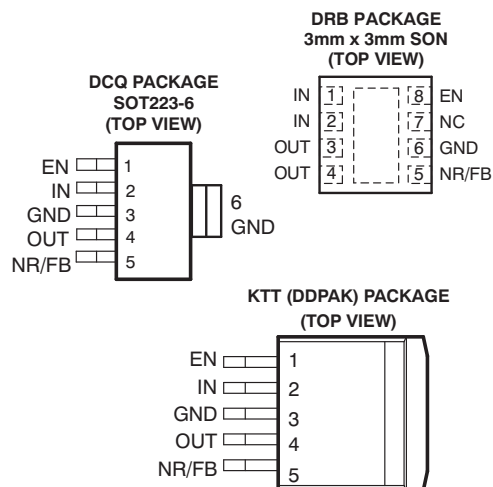 DRB PACKAGE
3mm x 3mm SON
(TOP VIEW)
IN 1 8 EN
IN 2 7 NC
OUT 3 6 GND
OUT 4 5 NR/FB
DCQ PACKAGE
SOT223-6
(TOP VIEW)
EN 1
IN 2
GND 3
OUT 4
NR/FB 5
6
GND
KTT (DDPAK) PACKAGE
(TOP VIEW)
EN 1
IN 2
GND 3
OUT 4
NR/FB 5